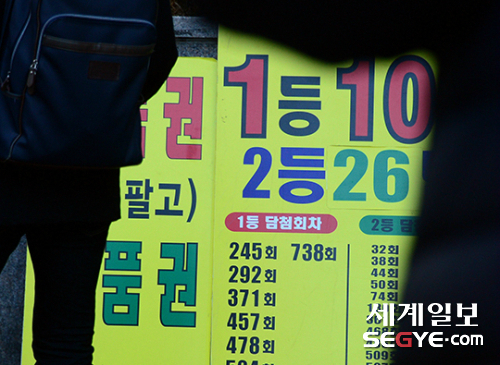 권
팔고)
품권
1등 10
2등 26
1등 담첨회차
245회 738회
292회
371회
457회
478회
2등
32회
38회
44회
50회
74회
세계일보
SEGYE.com